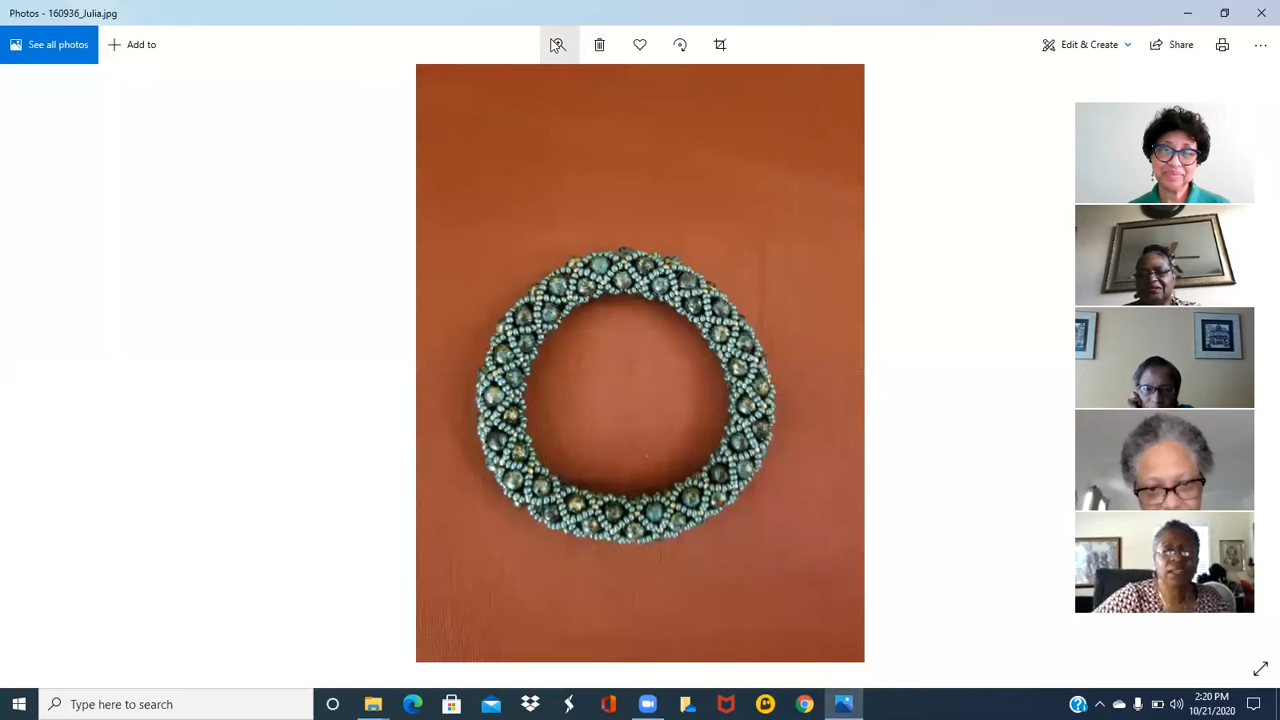 Photos - 160936_Julia.jpg
See all photos
Add to
Edit & Create
Share
Type here to search
2:20 PM
10/21/2020